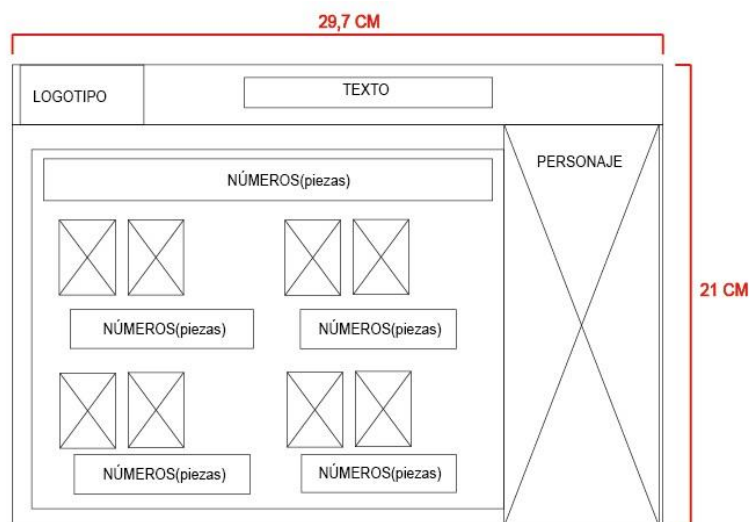 29,7 CM
LOGOTIPO
TEXTO
PERSONAJE
NÚMEROS(piezas)
21 CM
NÚMEROS(piezas) NÚMEROS(piezas)
NÚMEROS(piezas) NÚMEROS(piezas)